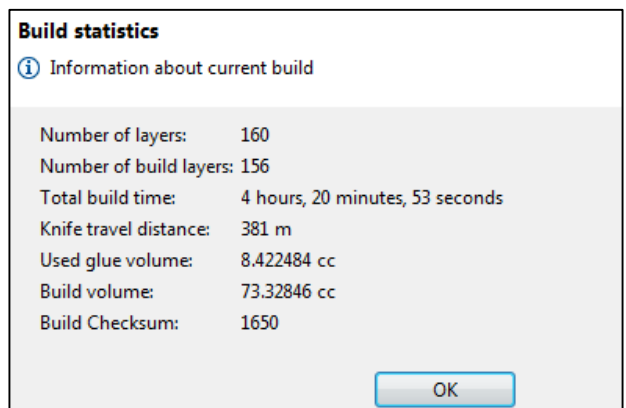 Build statistics
Information about current build
Number of layers: 160
Number of build layers: 156
Total build time: 4 hours, 20 minutes, 53 seconds
Knife travel distance: 381 m
Used glue volume: 8.422484 cc
Build volume: 73.32846 cc
Build Checksum: 1650
OK